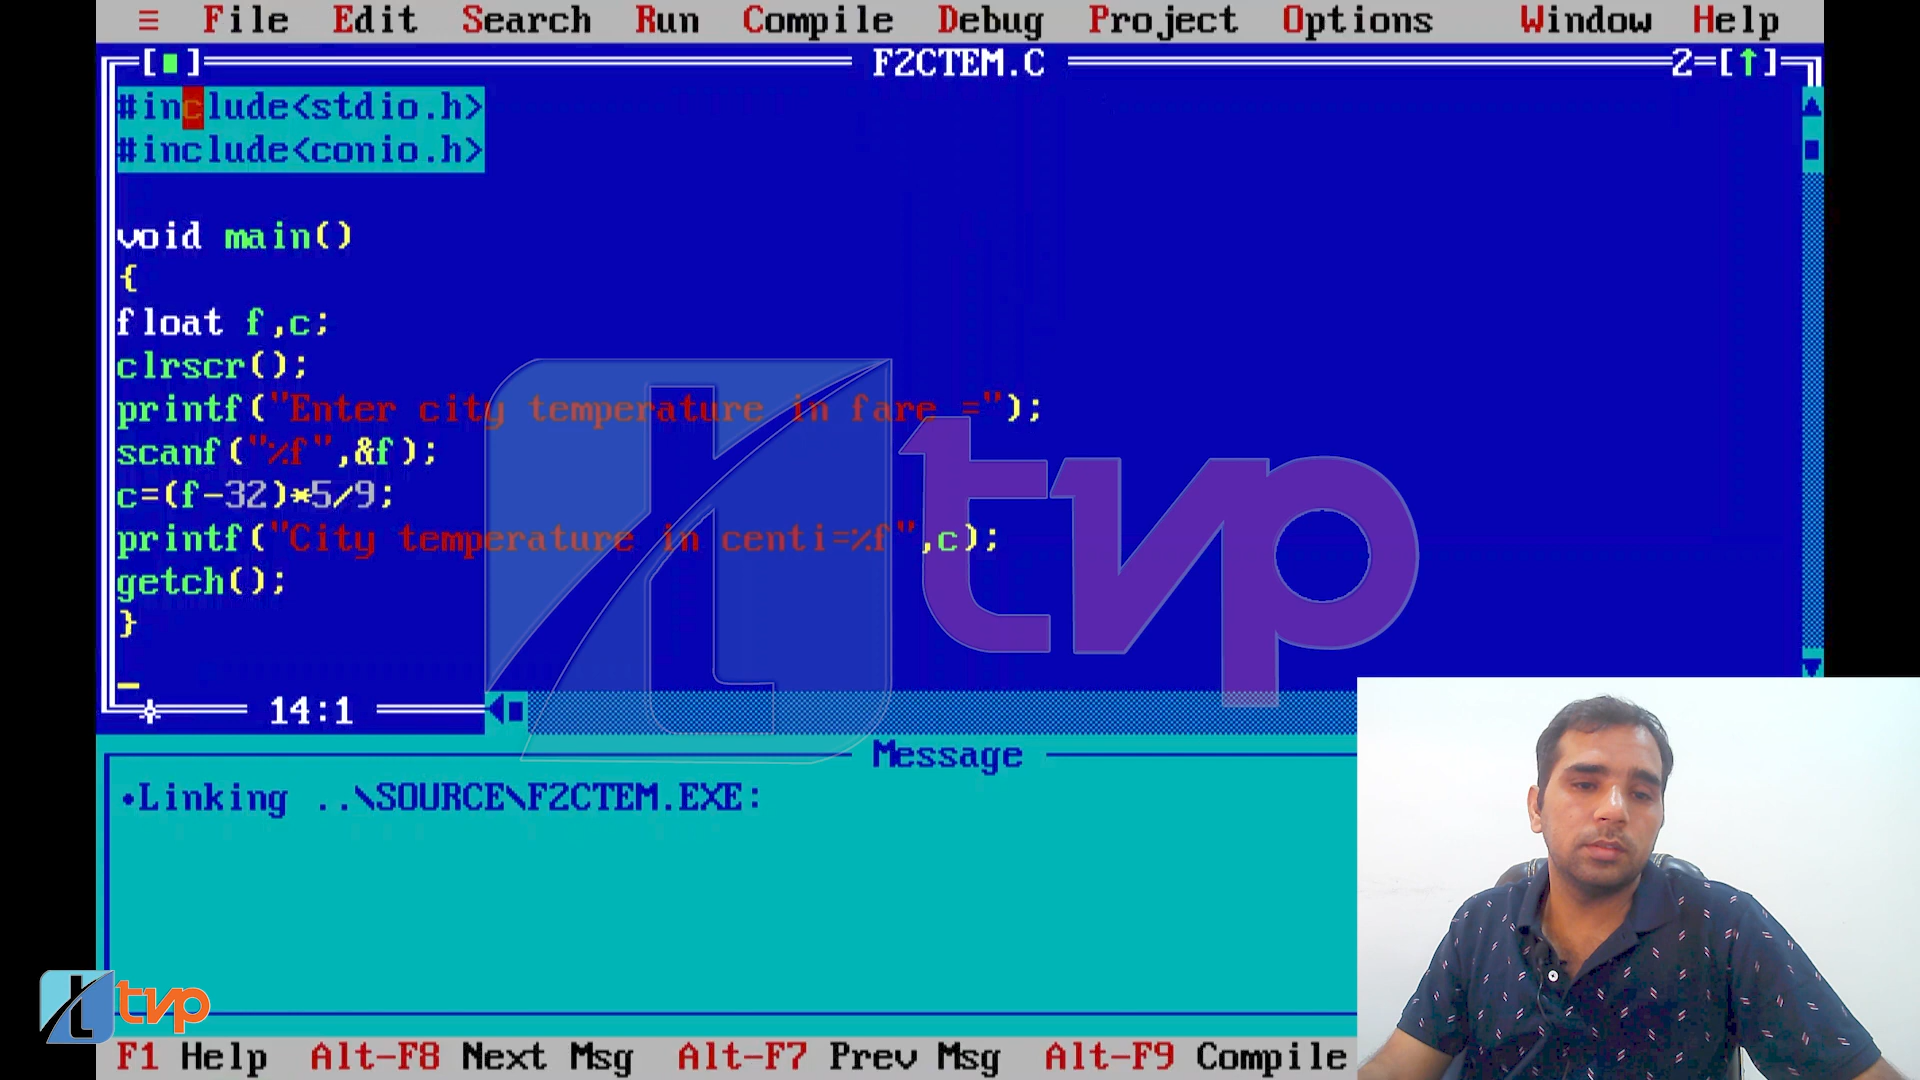 ≡ File Edit Search Run Compile Debug Project Options Window Help
[■] F2CTEM.C 2=[↑]
#include<stdio.h>
#include<conio.h>
void main()
{
float f,c;
clrscr();
printf("Enter city temperature in fare =");
scanf("%f",&f);
c=(f-32)*5/9;
printf("City temperature in centi=%f",c);
getch();
}
14:1
tvp
Message
•Linking ..\SOURCE\F2CTEM.EXE:
tvp
F1 Help Alt-F8 Next Msg Alt-F7 Prev Msg Alt-F9 Compile